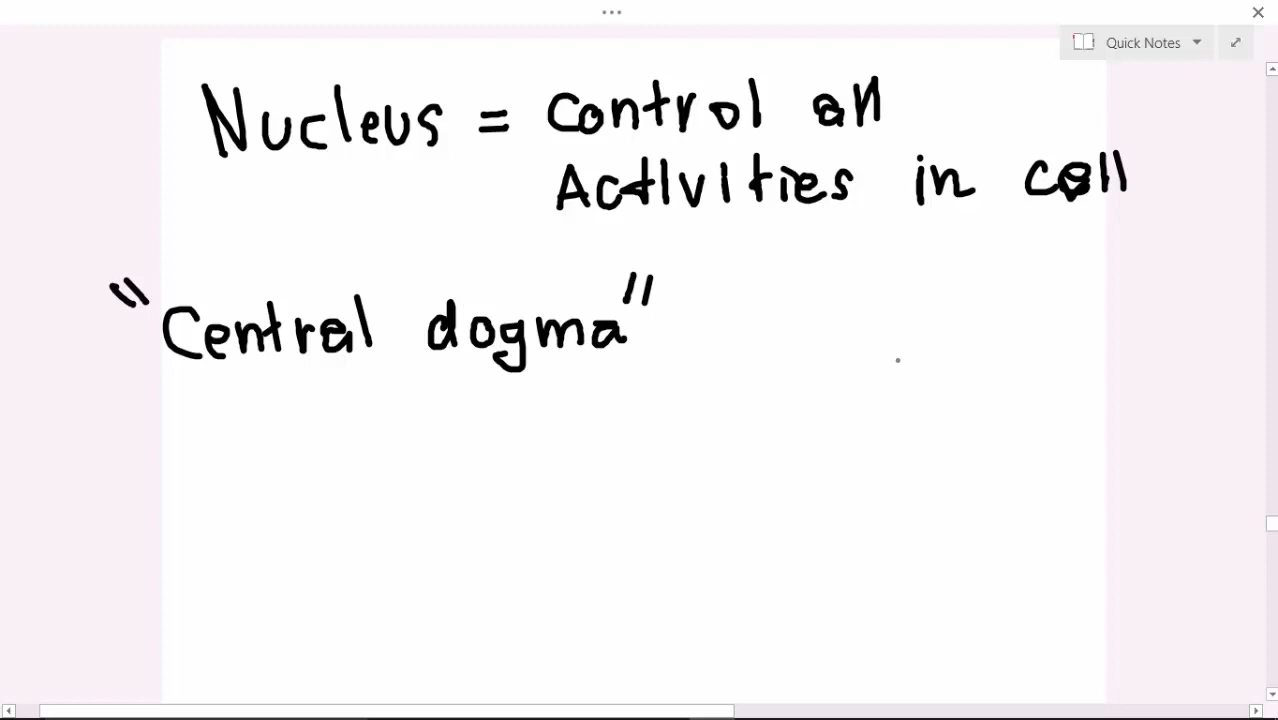 Quick Notes
Nucleus = Control all
Activities in cell
"Central dogma"